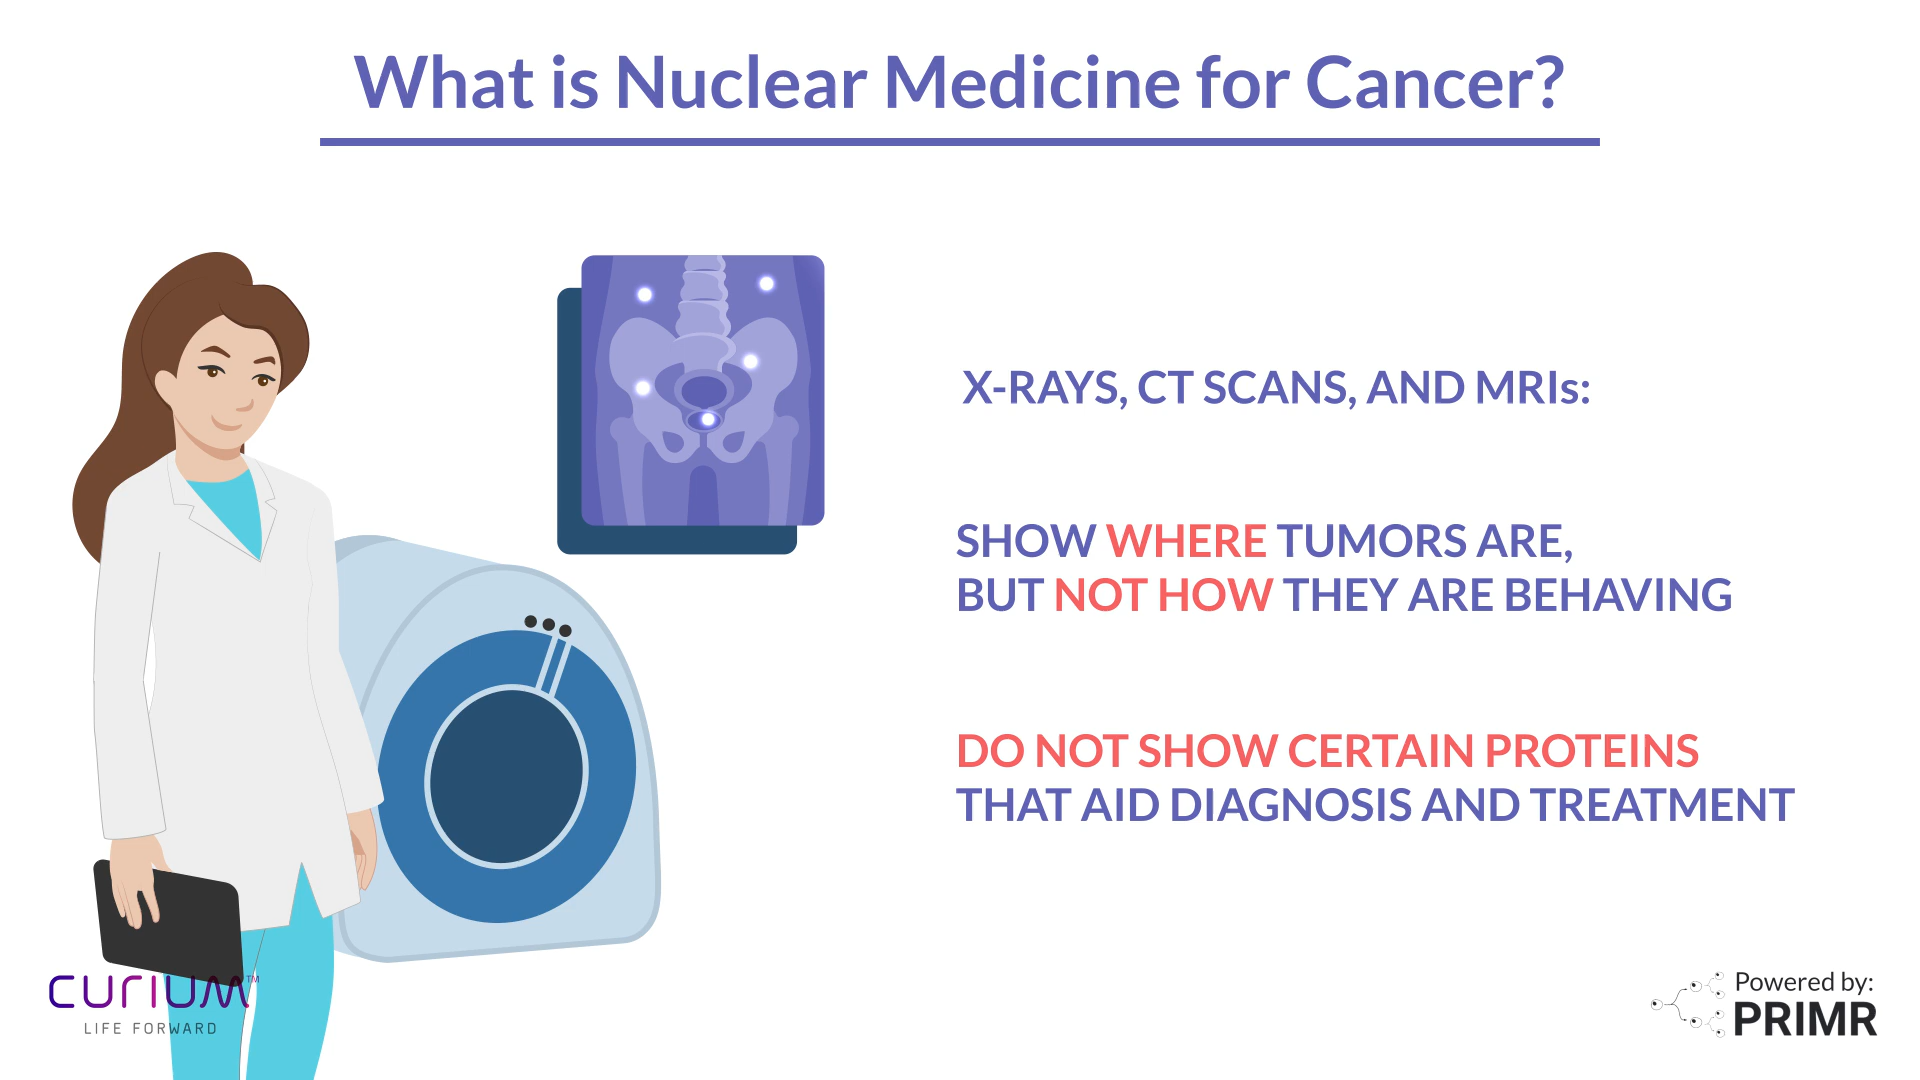 What is Nuclear Medicine for Cancer?
X-RAYS, CT SCANS, AND MRIs:
SHOW WHERE TUMORS ARE,
BUT NOT HOW THEY ARE BEHAVING
DO NOT SHOW CERTAIN PROTEINS
THAT AID DIAGNOSIS AND TREATMENT
curium™
LIFE FORWARD
Powered by:
PRIMR